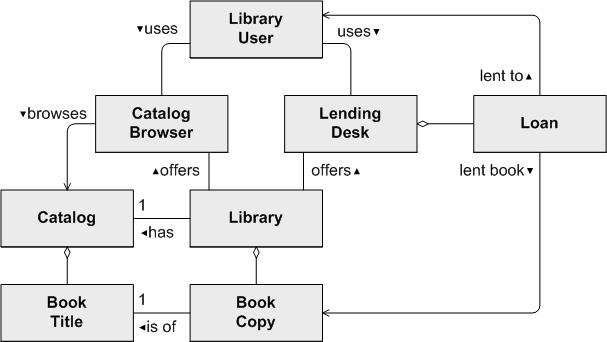 Library
User
▾uses
uses▾
lent to▴
▾browses
Catalog
Browser
Lending
Desk
Loan
▴offers
offers▴
lent book▾
Catalog
1
◂has
Library
Book
Title
1
◂is of
Book
Copy